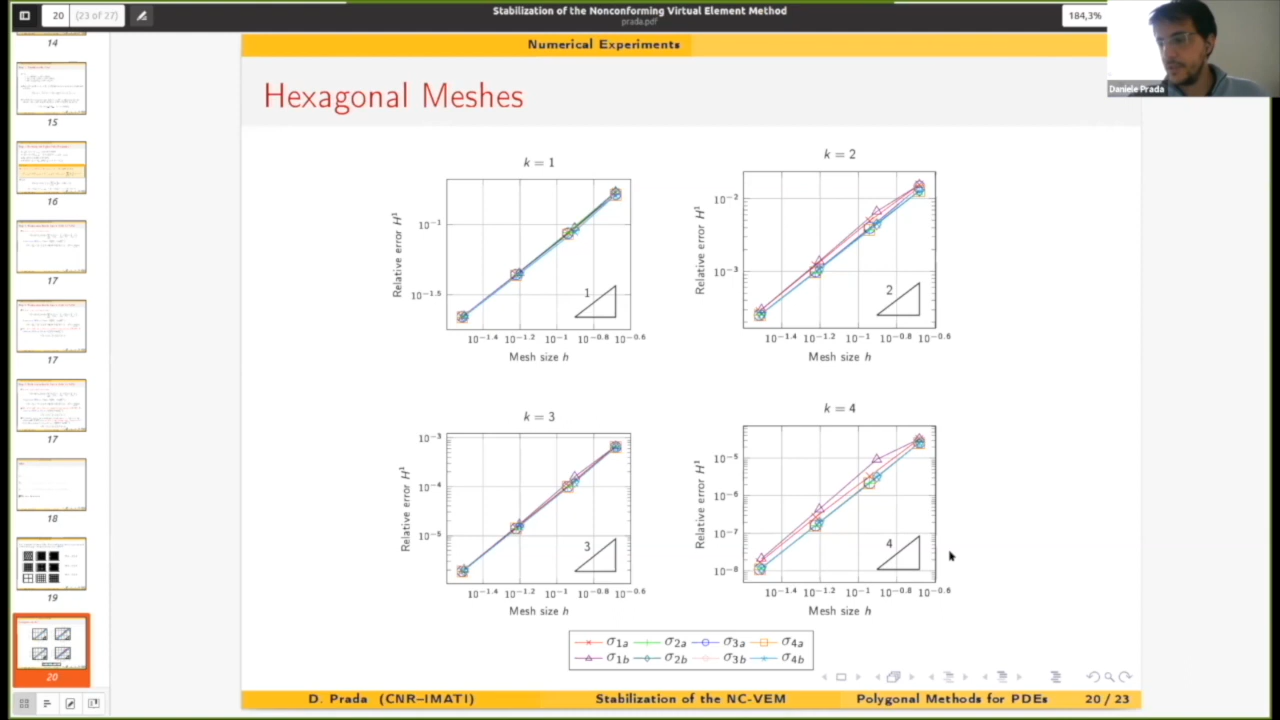 Stabilization of the Nonconforming Virtual Element Method
prada.pdf
20 (23 of 27)
184,3%
Daniele Prada
14
15
16
17
17
17
18
19
20
Numerical Experiments
Hexagonal Meshes
k = 1
Relative error H¹
10⁻¹
10⁻¹·⁵
1
10⁻¹·⁴ 10⁻¹·² 10⁻¹ 10⁻⁰·⁸ 10⁻⁰·⁶
Mesh size h
k = 2
Relative error H¹
10⁻²
10⁻³
2
10⁻¹·⁴ 10⁻¹·² 10⁻¹ 10⁻⁰·⁸ 10⁻⁰·⁶
Mesh size h
k = 3
Relative error H¹
10⁻³
10⁻⁴
10⁻⁵
3
10⁻¹·⁴ 10⁻¹·² 10⁻¹ 10⁻⁰·⁸ 10⁻⁰·⁶
Mesh size h
k = 4
Relative error H¹
10⁻⁵
10⁻⁶
10⁻⁷
10⁻⁸
4
10⁻¹·⁴ 10⁻¹·² 10⁻¹ 10⁻⁰·⁸ 10⁻⁰·⁶
Mesh size h
σ1a σ2a σ3a σ4a
σ1b σ2b σ3b σ4b
D. Prada (CNR–IMATI) Stabilization of the NC-VEM Polygonal Methods for PDEs 20 / 23